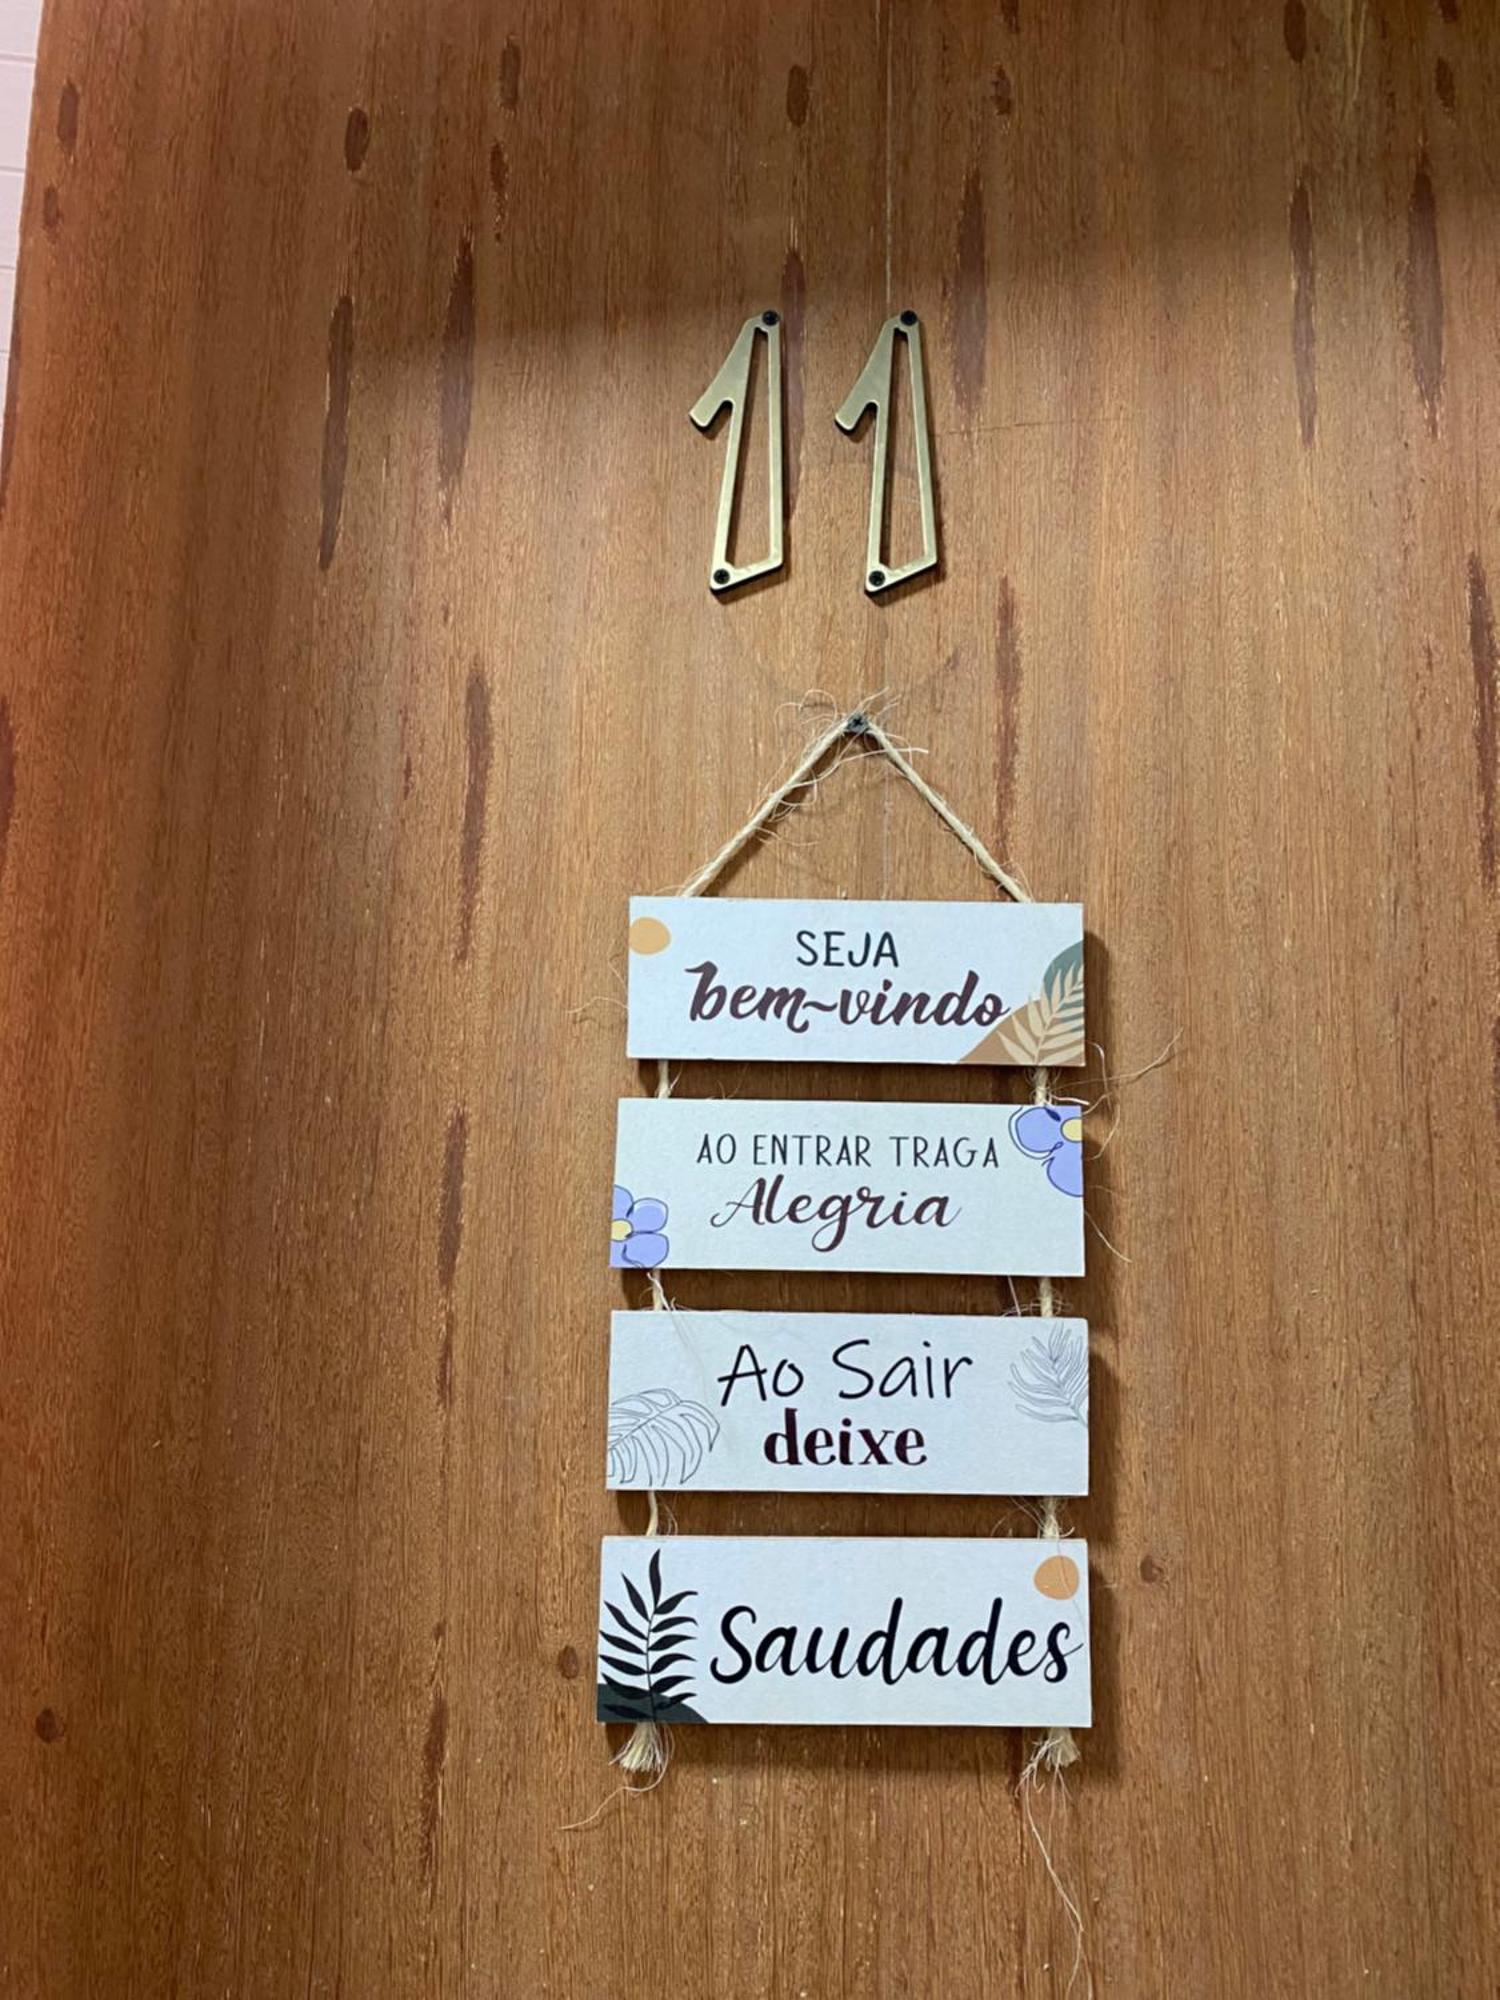 11
SEJA
bem-vindo
AO ENTRAR TRAGA
Alegria
Ao Sair
deixe
Saudades